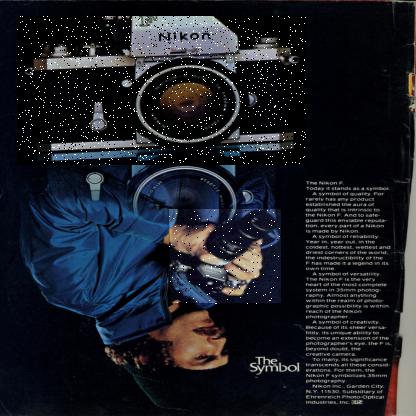 Nikon
The Nikon F.
Today it stands as a symbol.
A symbol of quality. For
rarely has any product
established the aura of
quality that is intrinsic to
the Nikon F. And to safe-
guard this enviable reputa-
tion, every part of a Nikon
is made by Nikon.
A symbol of reliability.
Year in, year out, in the
coldest, hottest, wettest and
driest corners of the world,
the indestructibility of the
F has made it a legend in its
own time.
A symbol of versatility.
The Nikon F is the very
heart of the most complete
system in 35mm photog-
raphy. Almost anything
within the realm of photo-
graphic possibility is within
reach of the Nikon
photographer.
A symbol of creativity.
Because of its sheer versa-
tility, its unique ability to
become an extension of the
photographer's eye, the F is,
beyond doubt, the
creative camera.
To many, its significance
transcends all these consid-
erations. For them, the
Nikon F symbolizes 35mm
photography.
Nikon Inc., Garden City,
N.Y. 11530. Subsidiary of
Ehrenreich Photo-Optical
Industries, Inc.
The
Symbol